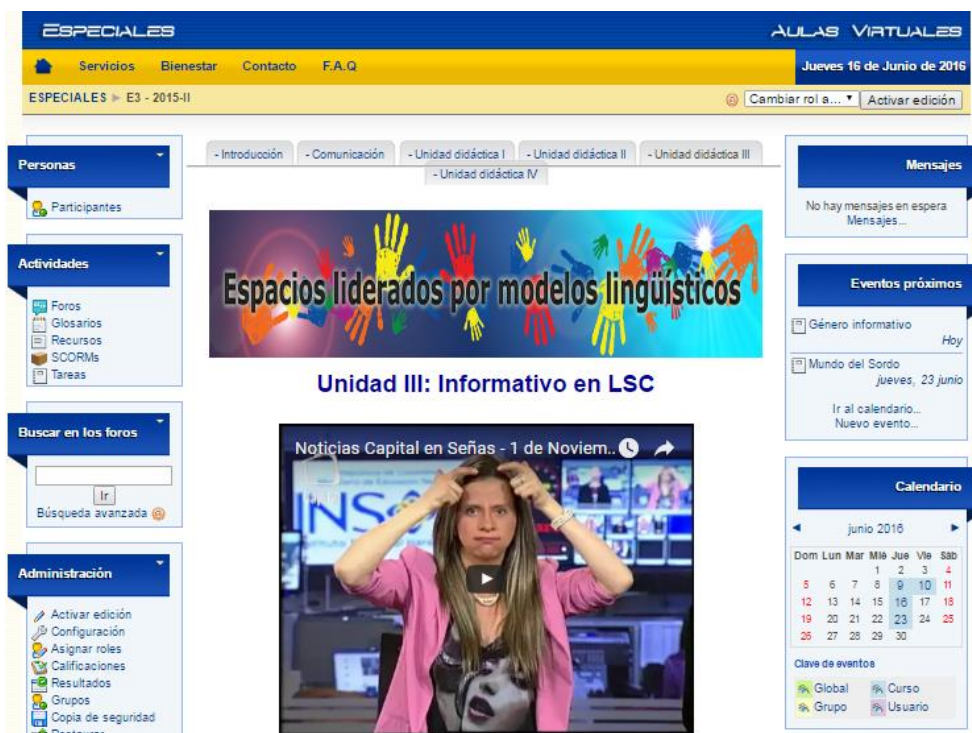 ESPECIALES
AULAS VIRTUALES
Servicios Bienestar Contacto F.A.Q
Jueves 16 de Junio de 2016
ESPECIALES ► E3 - 2015-II
Cambiar rol a... ▼ Activar edición
Personas
Participantes
Actividades
Foros
Glosarios
Recursos
SCORMs
Tareas
Buscar en los foros
Ir
Búsqueda avanzada
Administración
Activar edición
Configuración
Asignar roles
Calificaciones
Resultados
Grupos
Copia de seguridad
Restaurar
- Introducción - Comunicación - Unidad didáctica I - Unidad didáctica II - Unidad didáctica III
- Unidad didáctica IV
Espacios liderados por modelos lingüísticos
Unidad III: Informativo en LSC
Noticias Capital en Señas - 1 de Noviem..
INSO
Mensajes
No hay mensajes en espera
Mensajes...
Eventos próximos
Género informativo
Hoy
Mundo del Sordo
jueves, 23 junio
Ir al calendario...
Nuevo evento...
Calendario
◄ junio 2016 ►
Dom Lun Mar Mié Jue Vie Sáb
1 2 3 4
5 6 7 8 9 10 11
12 13 14 15 16 17 18
19 20 21 22 23 24 25
26 27 28 29 30
Clave de eventos
Global Curso
Grupo Usuario